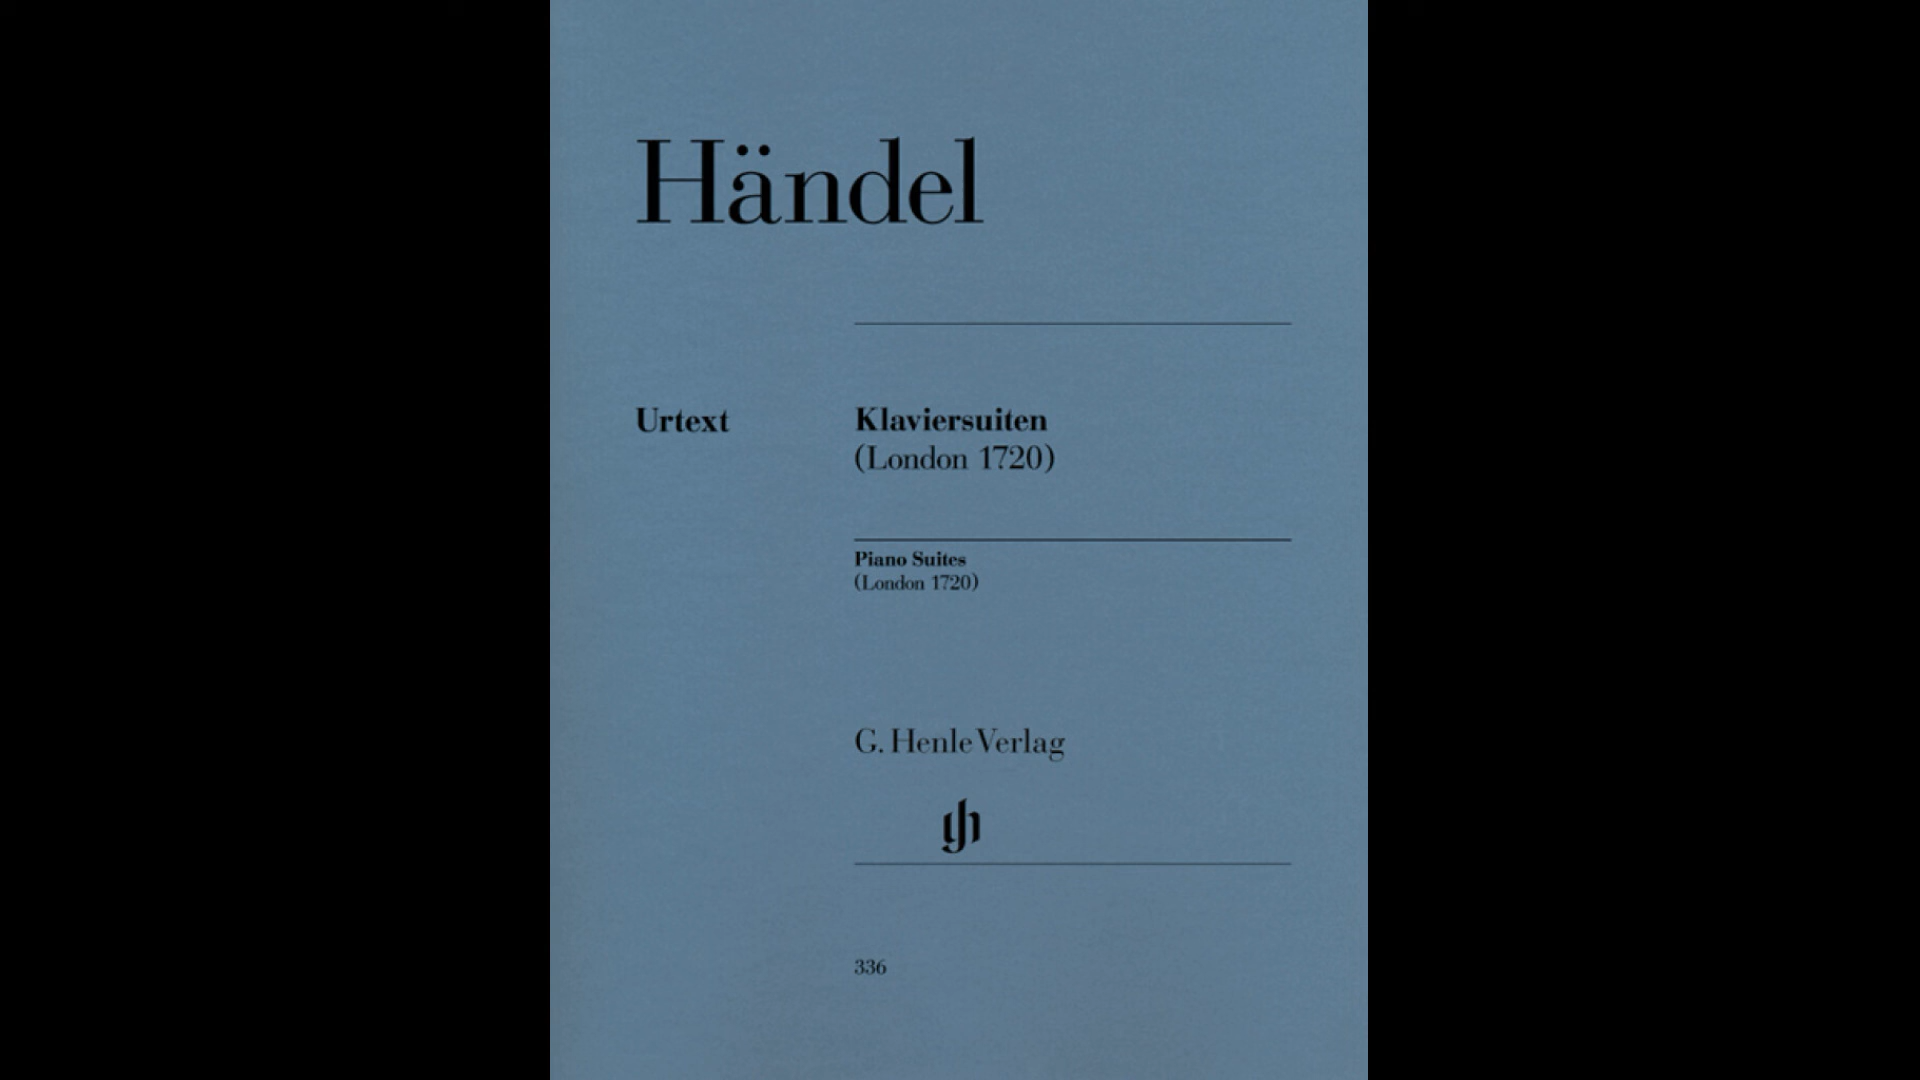 Händel
Urtext
Klaviersuiten
(London 1720)
Piano Suites
(London 1720)
G. Henle Verlag
336